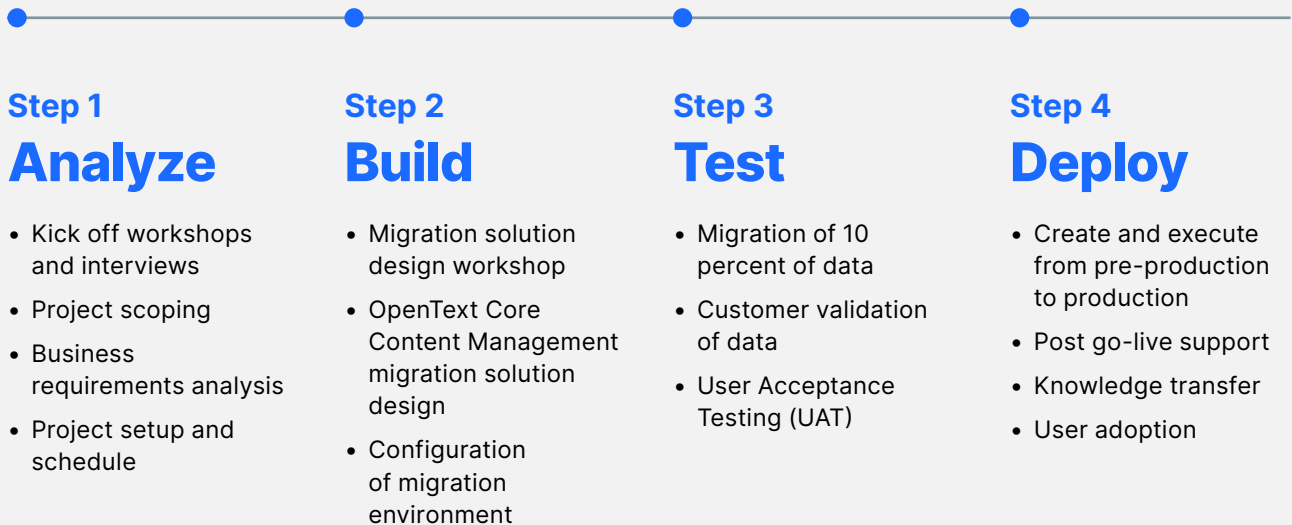 Step 1
Analyze
• Kick off workshops
and interviews
• Project scoping
• Business
requirements analysis
• Project setup and
schedule
Step 2
Build
• Migration solution
design workshop
• OpenText Core
Content Management
migration solution
design
• Configuration
of migration
environment
Step 3
Test
• Migration of 10
percent of data
• Customer validation
of data
• User Acceptance
Testing (UAT)
Step 4
Deploy
• Create and execute
from pre-production
to production
• Post go-live support
• Knowledge transfer
• User adoption